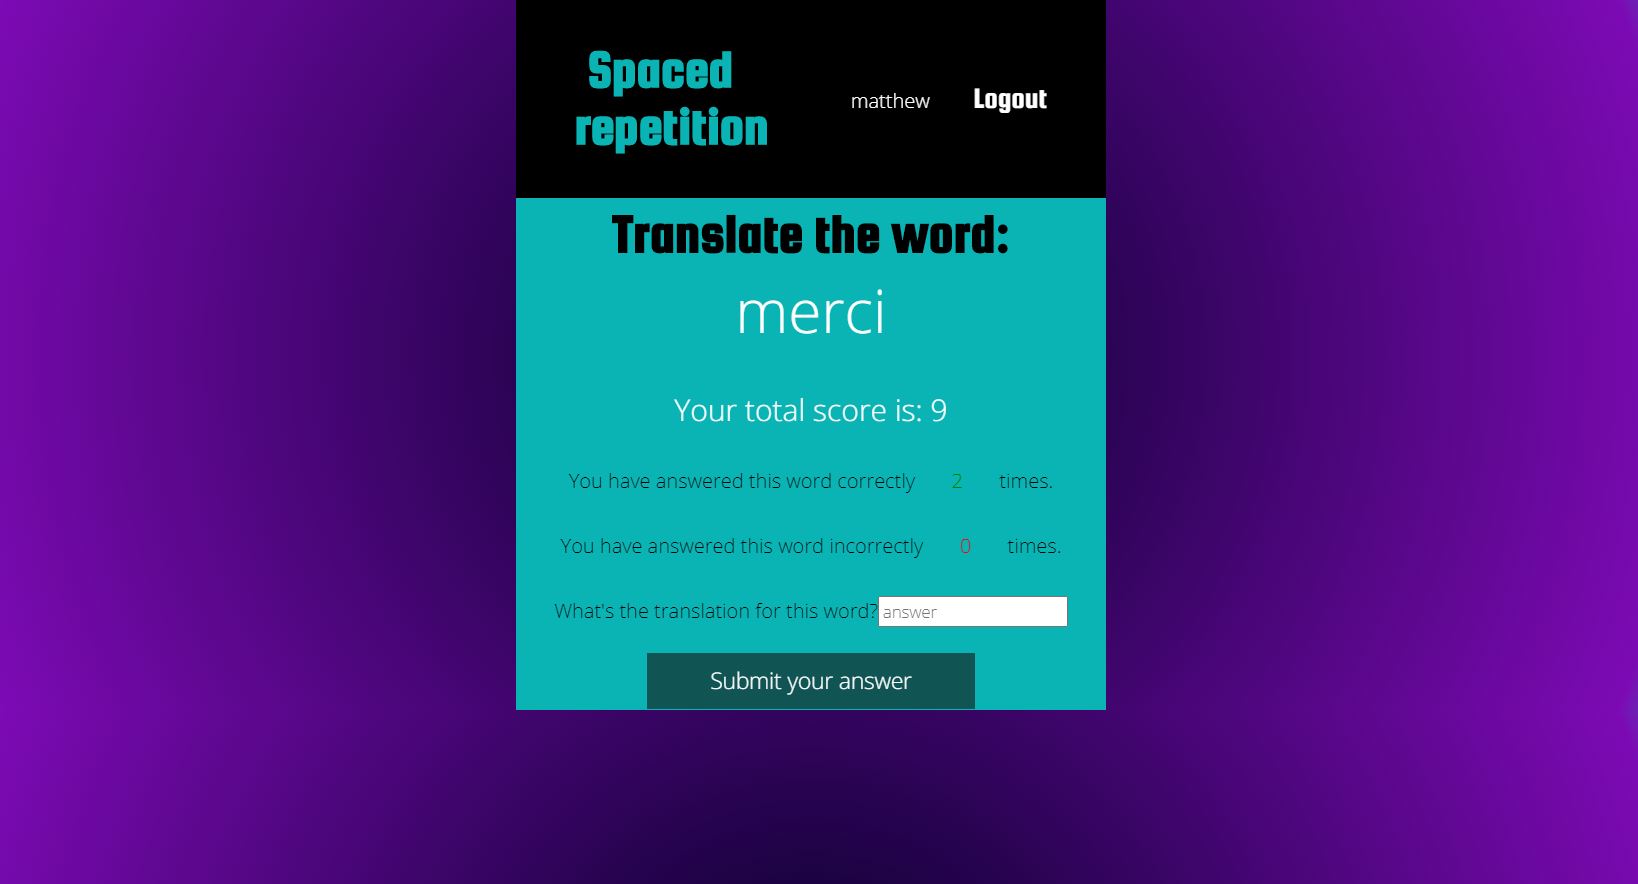 Spaced
repetition
matthew Logout
Translate the word:
merci
Your total score is: 9
You have answered this word correctly 2 times.
You have answered this word incorrectly 0 times.
What's the translation for this word? answer
Submit your answer